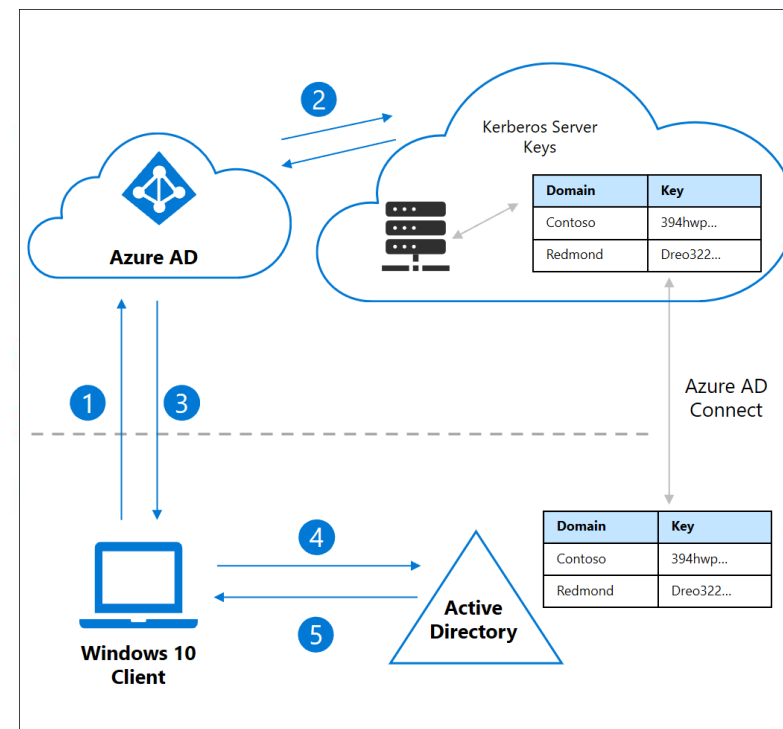 2
Kerberos Server
Keys
Domain Key
Contoso 394hwp...
Redmond Dreo322...
Azure AD
1
3
Azure AD
Connect
Domain Key
Contoso 394hwp...
Redmond Dreo322...
4
5
Active
Directory
Windows 10
Client